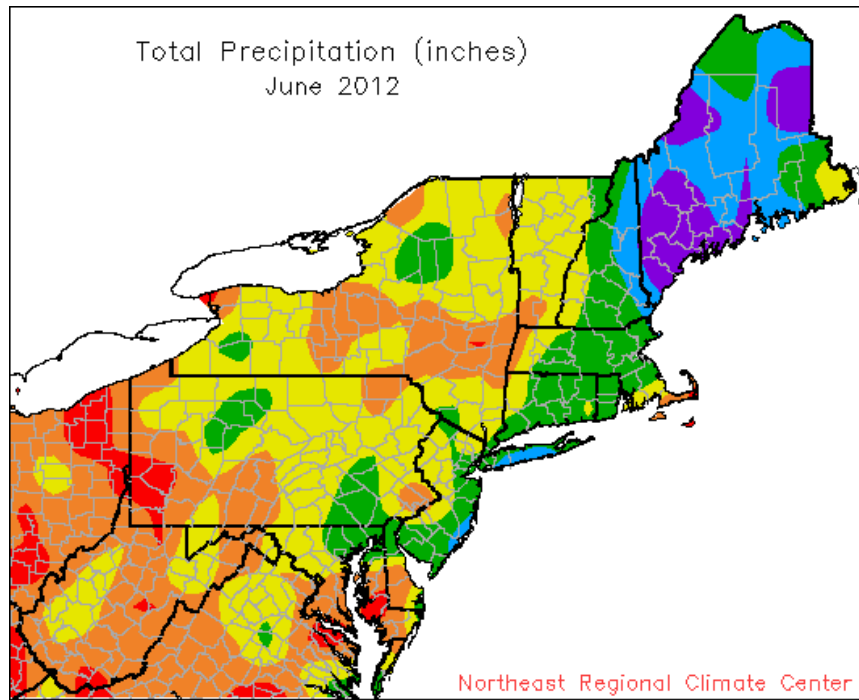 Total Precipitation (inches)
June 2012
Northeast Regional Climate Center